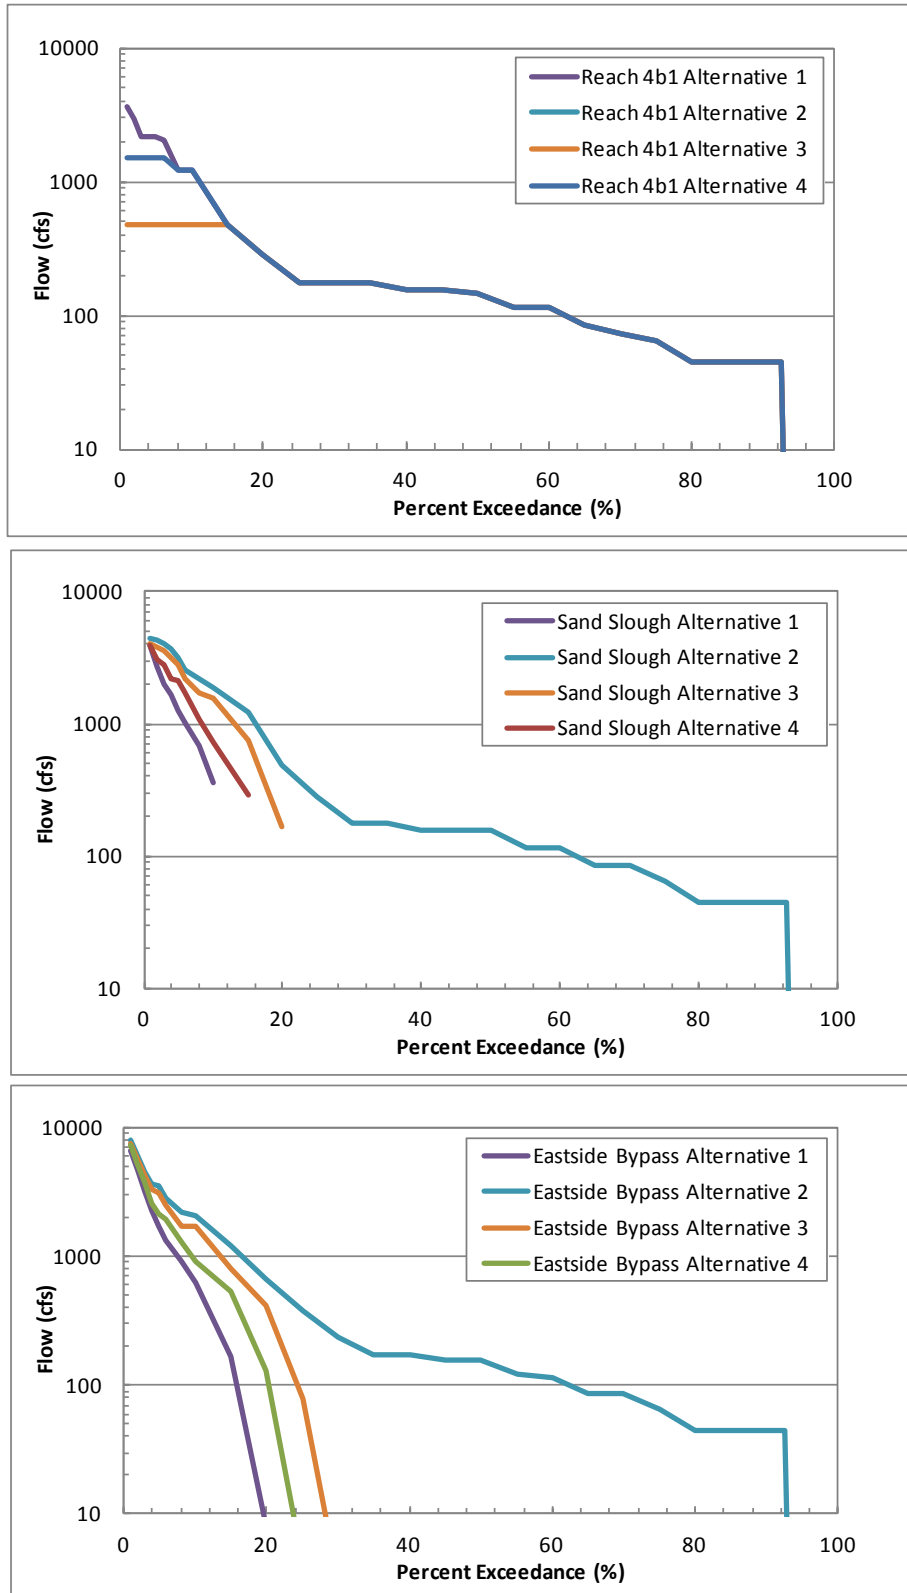 10000
1000
100
10
Flow (cfs)
Reach 4b1 Alternative 1
Reach 4b1 Alternative 2
Reach 4b1 Alternative 3
Reach 4b1 Alternative 4
0 20 40 60 80 100
Percent Exceedance (%)
10000
1000
100
10
Flow (cfs)
Sand Slough Alternative 1
Sand Slough Alternative 2
Sand Slough Alternative 3
Sand Slough Alternative 4
0 20 40 60 80 100
Percent Exceedance (%)
10000
1000
100
10
Flow (cfs)
Eastside Bypass Alternative 1
Eastside Bypass Alternative 2
Eastside Bypass Alternative 3
Eastside Bypass Alternative 4
0 20 40 60 80 100
Percent Exceedance (%)